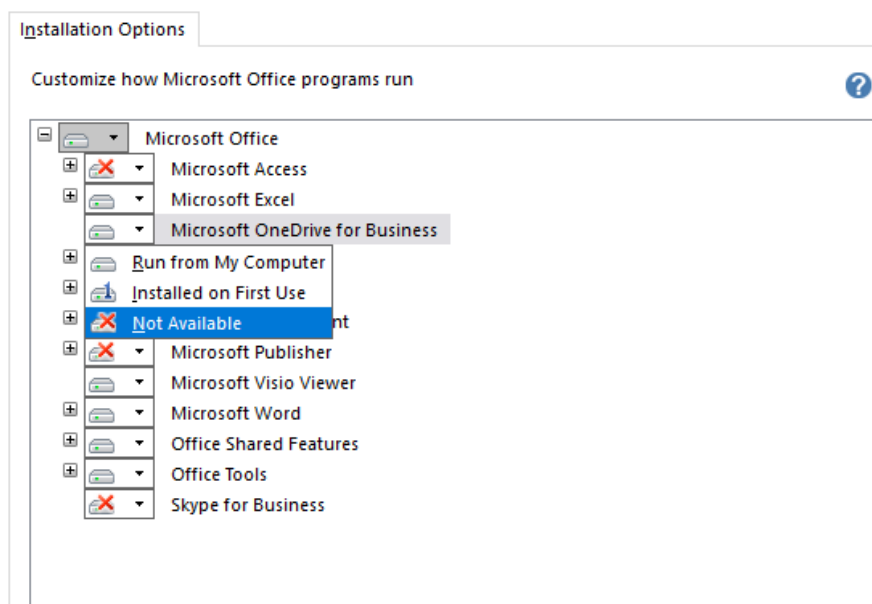 Installation Options
Customize how Microsoft Office programs run
?
Microsoft Office
Microsoft Access
Microsoft Excel
Microsoft OneDrive for Business
Run from My Computer
Installed on First Use
Not Available nt
Microsoft Publisher
Microsoft Visio Viewer
Microsoft Word
Office Shared Features
Office Tools
Skype for Business